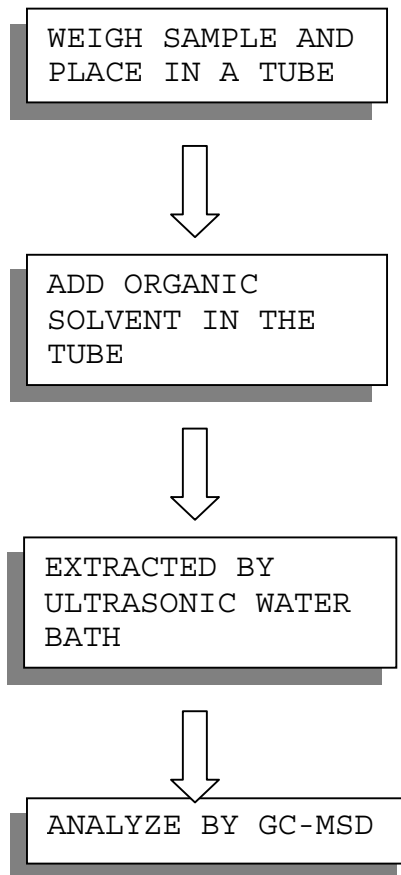 WEIGH SAMPLE AND
PLACE IN A TUBE
ADD ORGANIC
SOLVENT IN THE
TUBE
EXTRACTED BY
ULTRASONIC WATER
BATH
ANALYZE BY GC-MSD